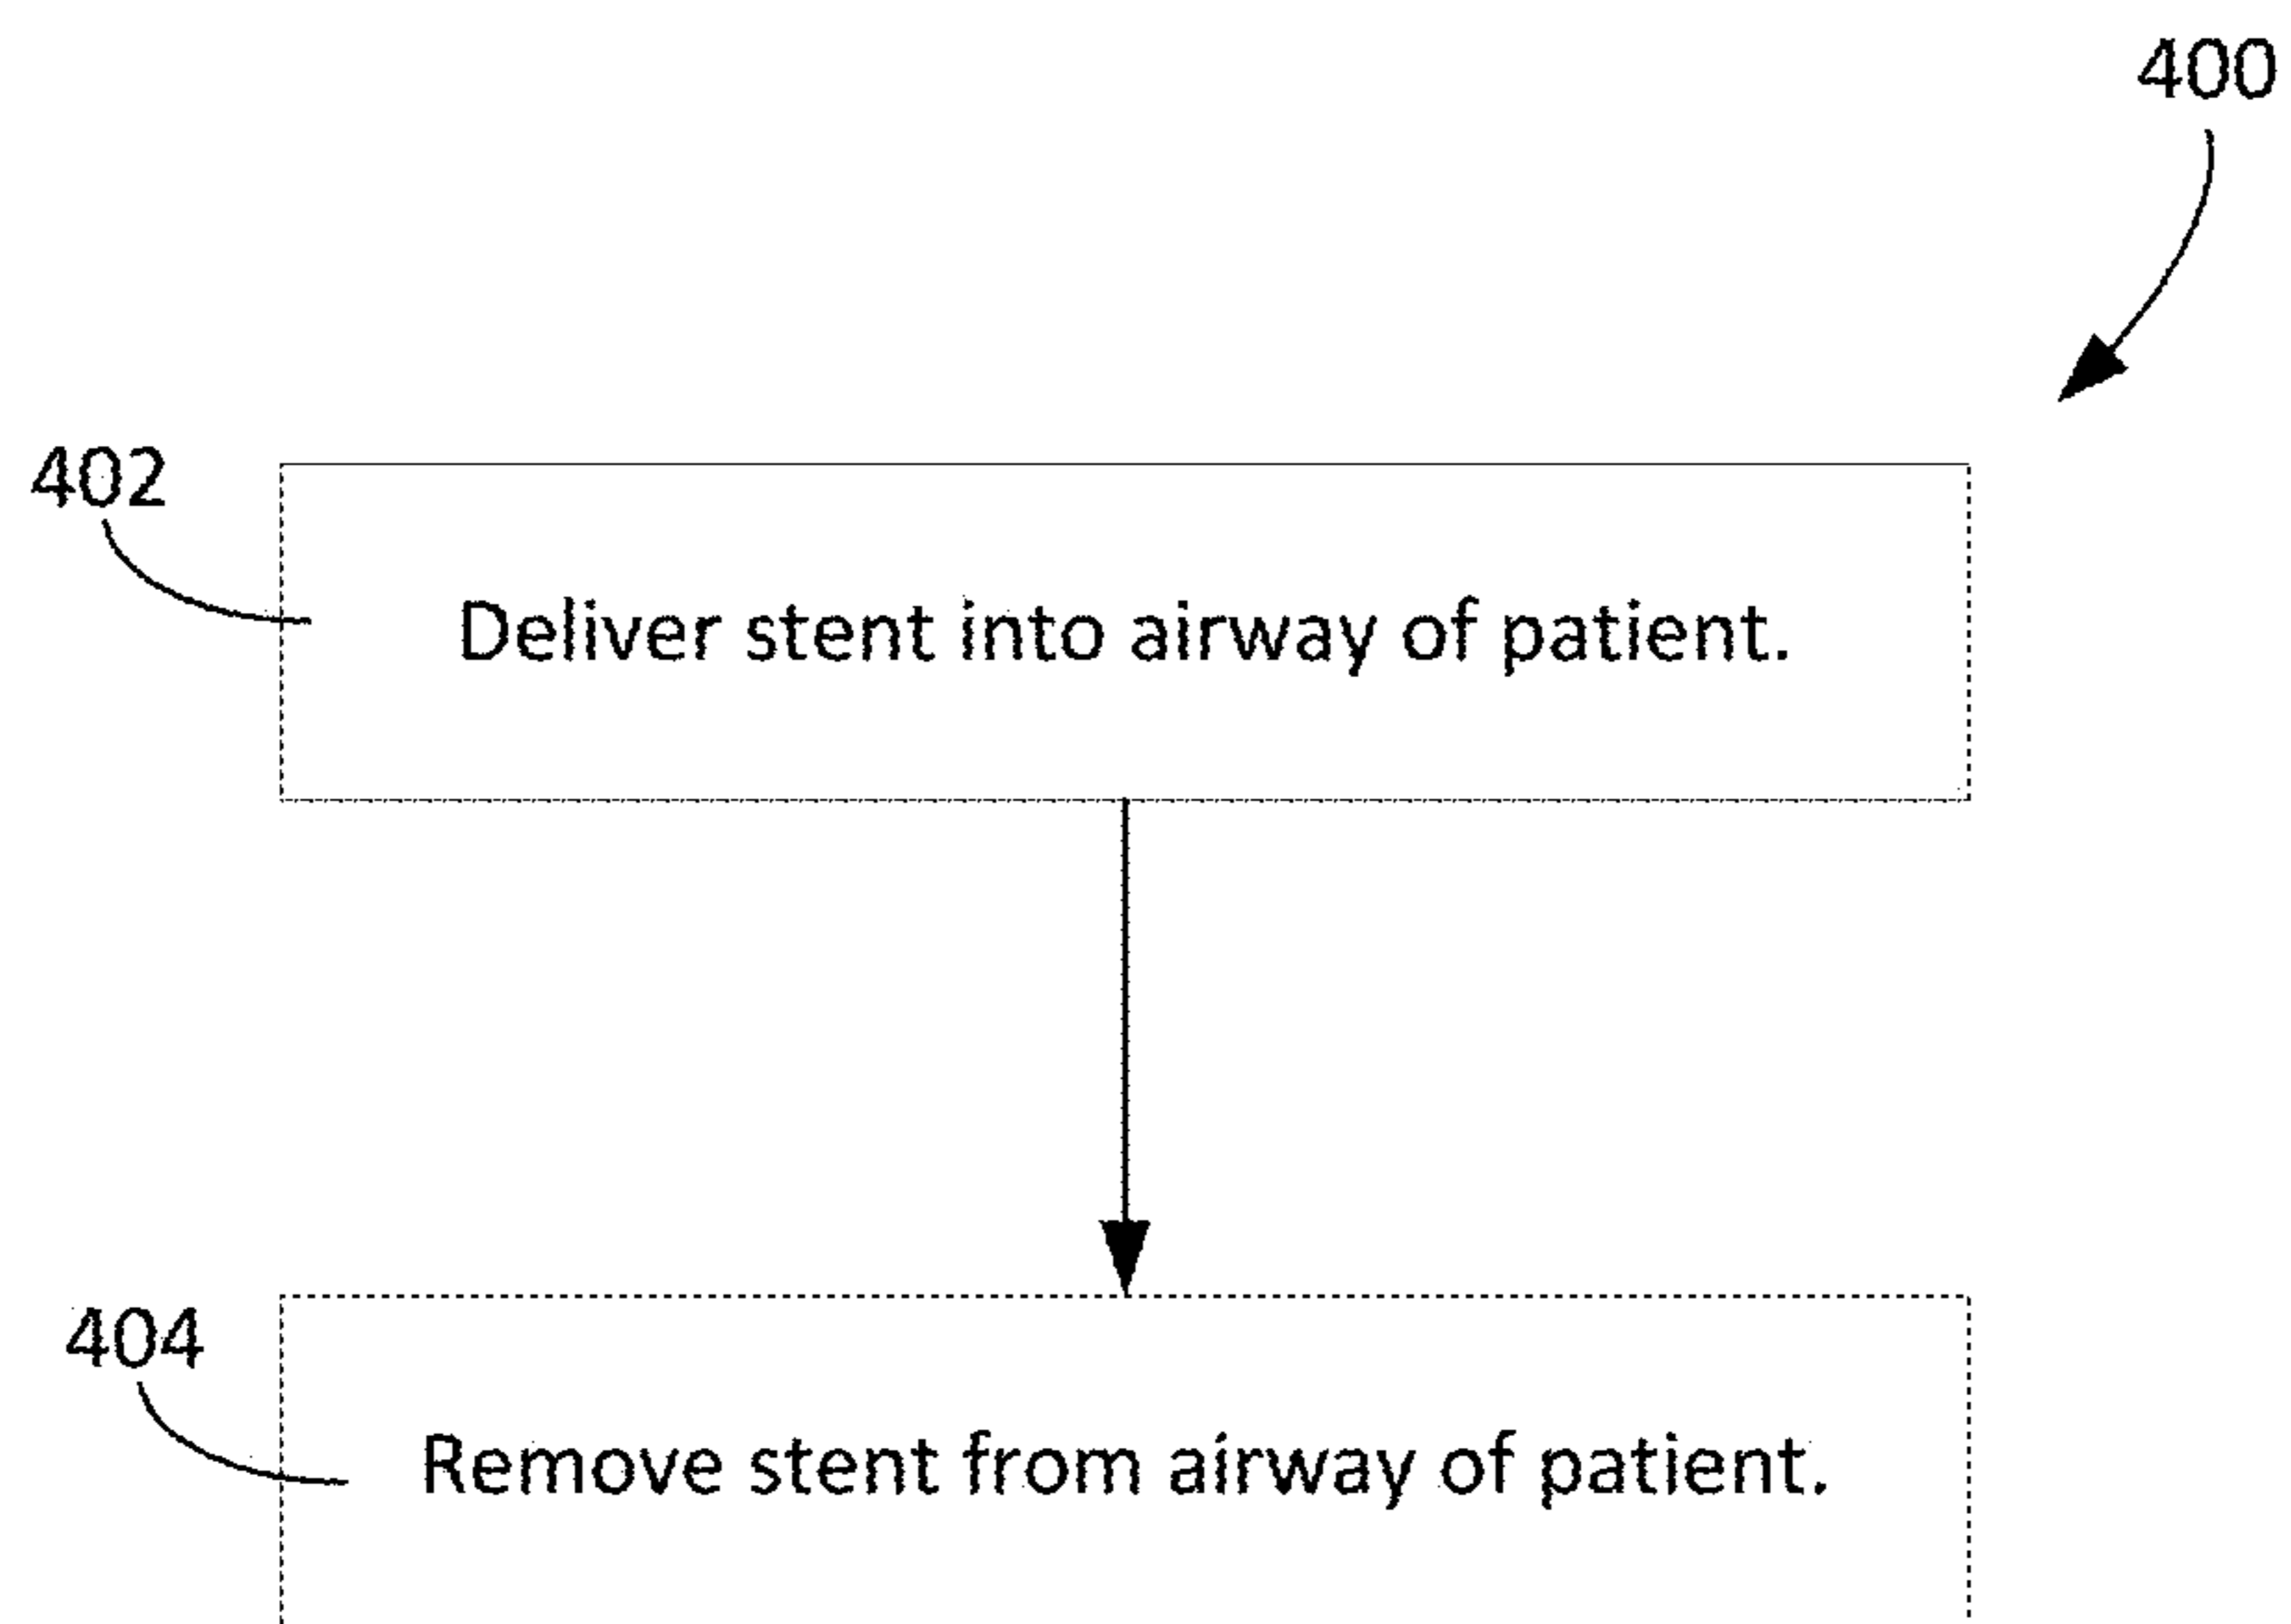 400
402
Deliver stent into airway of patient.
404
Remove stent from airway of patient.